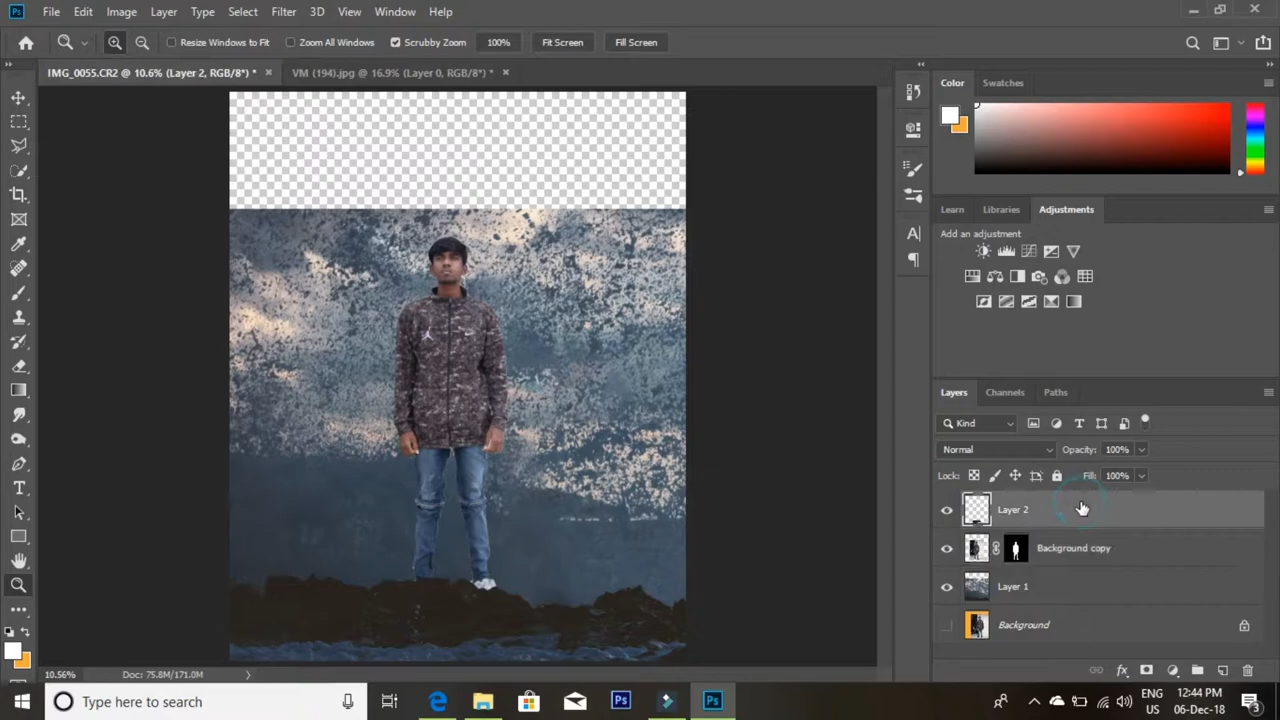 Ps File Edit Image Layer Type Select Filter 3D View Window Help
Resize Windows to Fit Zoom All Windows Scrubby Zoom 100% Fit Screen Fill Screen
IMG_0055.CR2 @ 10.6% (Layer 2, RGB/8*) * VM (194).jpg @ 16.9% (Layer 0, RGB/8*) *
Color Swatches
Learn Libraries Adjustments
Add an adjustment
Layers Channels Paths
Kind
Normal Opacity: 100%
Lock: Fill: 100%
Layer 2
Background copy
Layer 1
Background
10.56% Doc: 75.8M/171.0M
Type here to search
Ps
Ps
ENG
US
12:44 PM
06-Dec-18
3